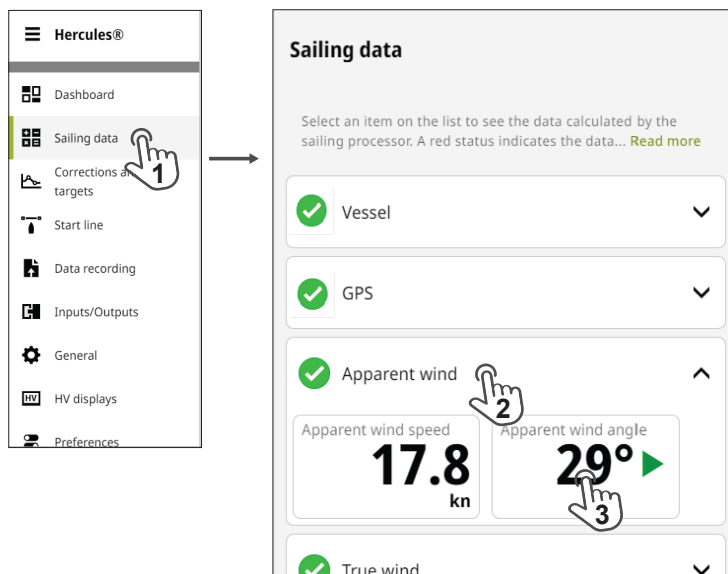 Hercules®
Dashboard
Sailing data
1
Corrections
targets
Start line
Data recording
Inputs/Outputs
General
HV
HV displays
Preferences
Sailing data
Select an item on the list to see the data calculated by the
sailing processor. A red status indicates the data... Read more
Vessel
GPS
Apparent wind
2
Apparent wind speed
17.8
kn
Apparent wind angle
29°
3
True wind